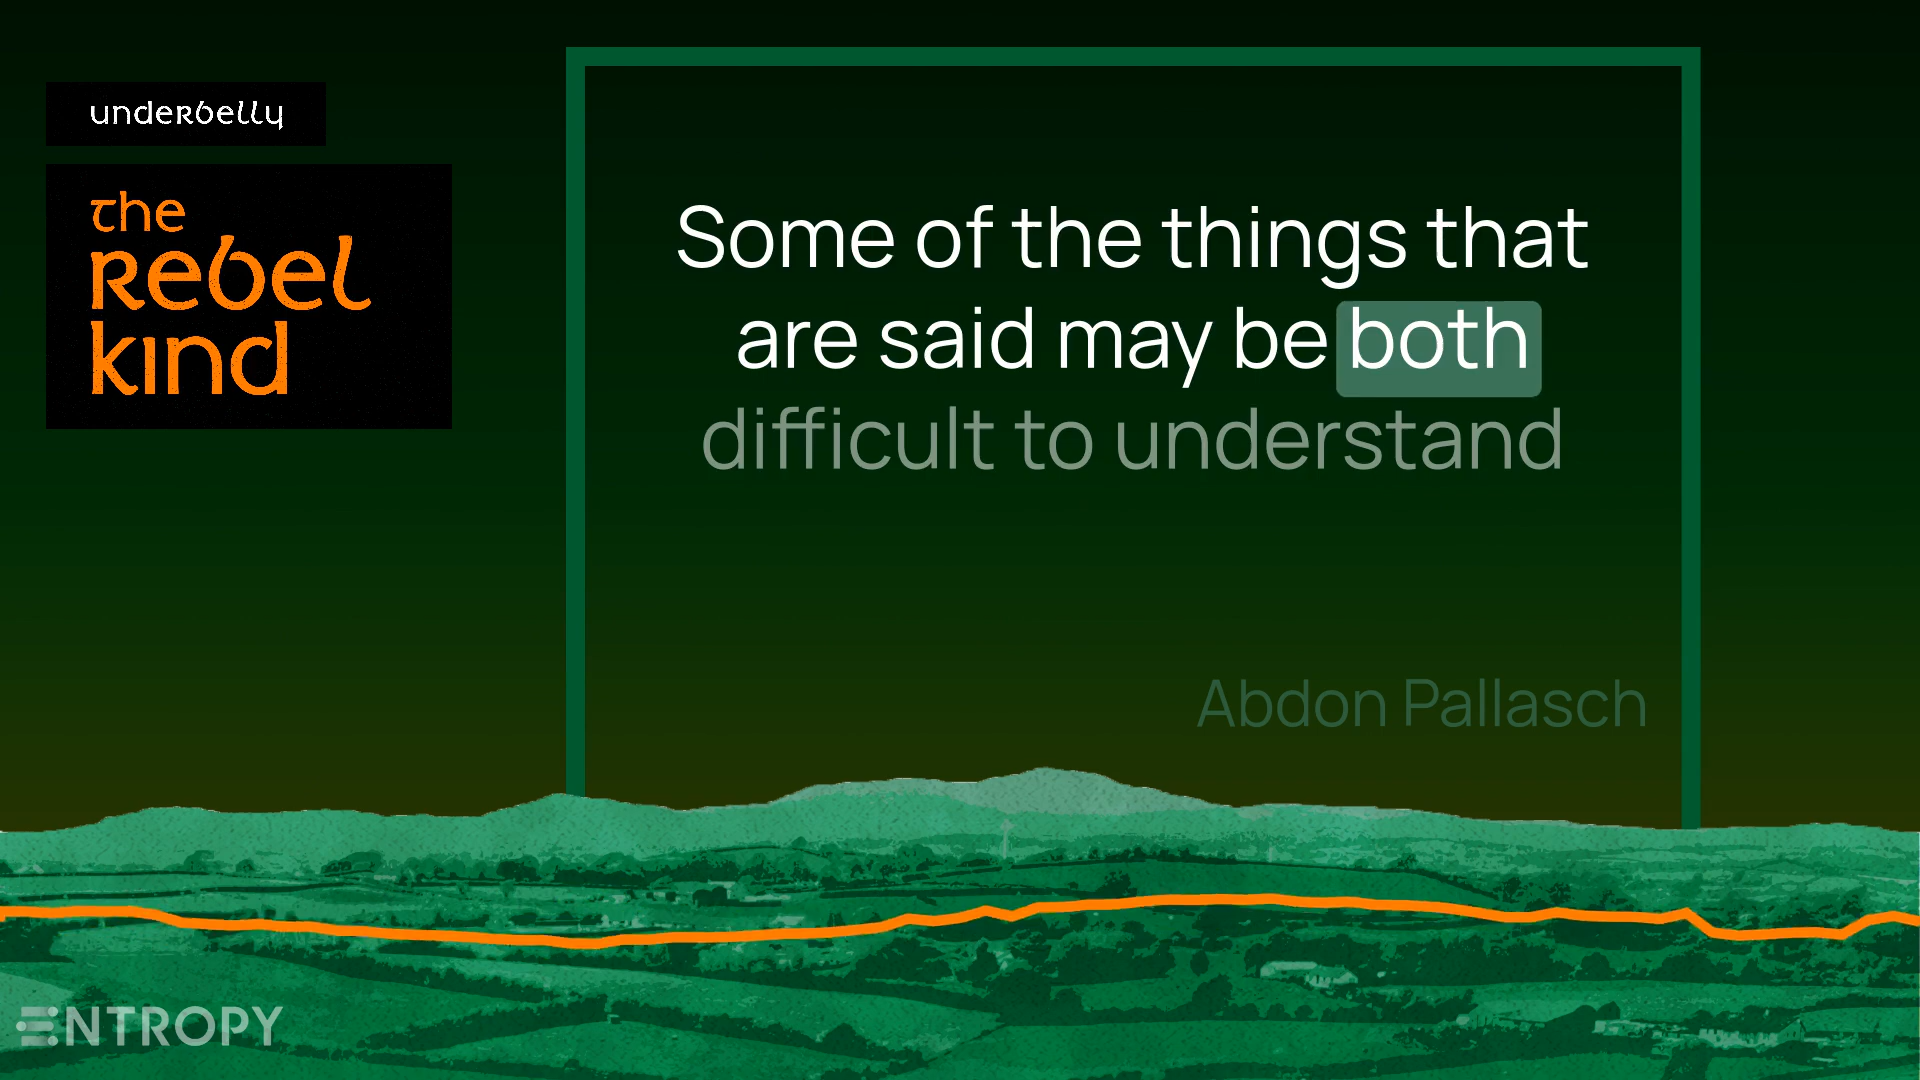 underbelly
the
rebel
kind
Some of the things that
are said may be both
difficult to understand
Abdon Pallasch
ENTROPY